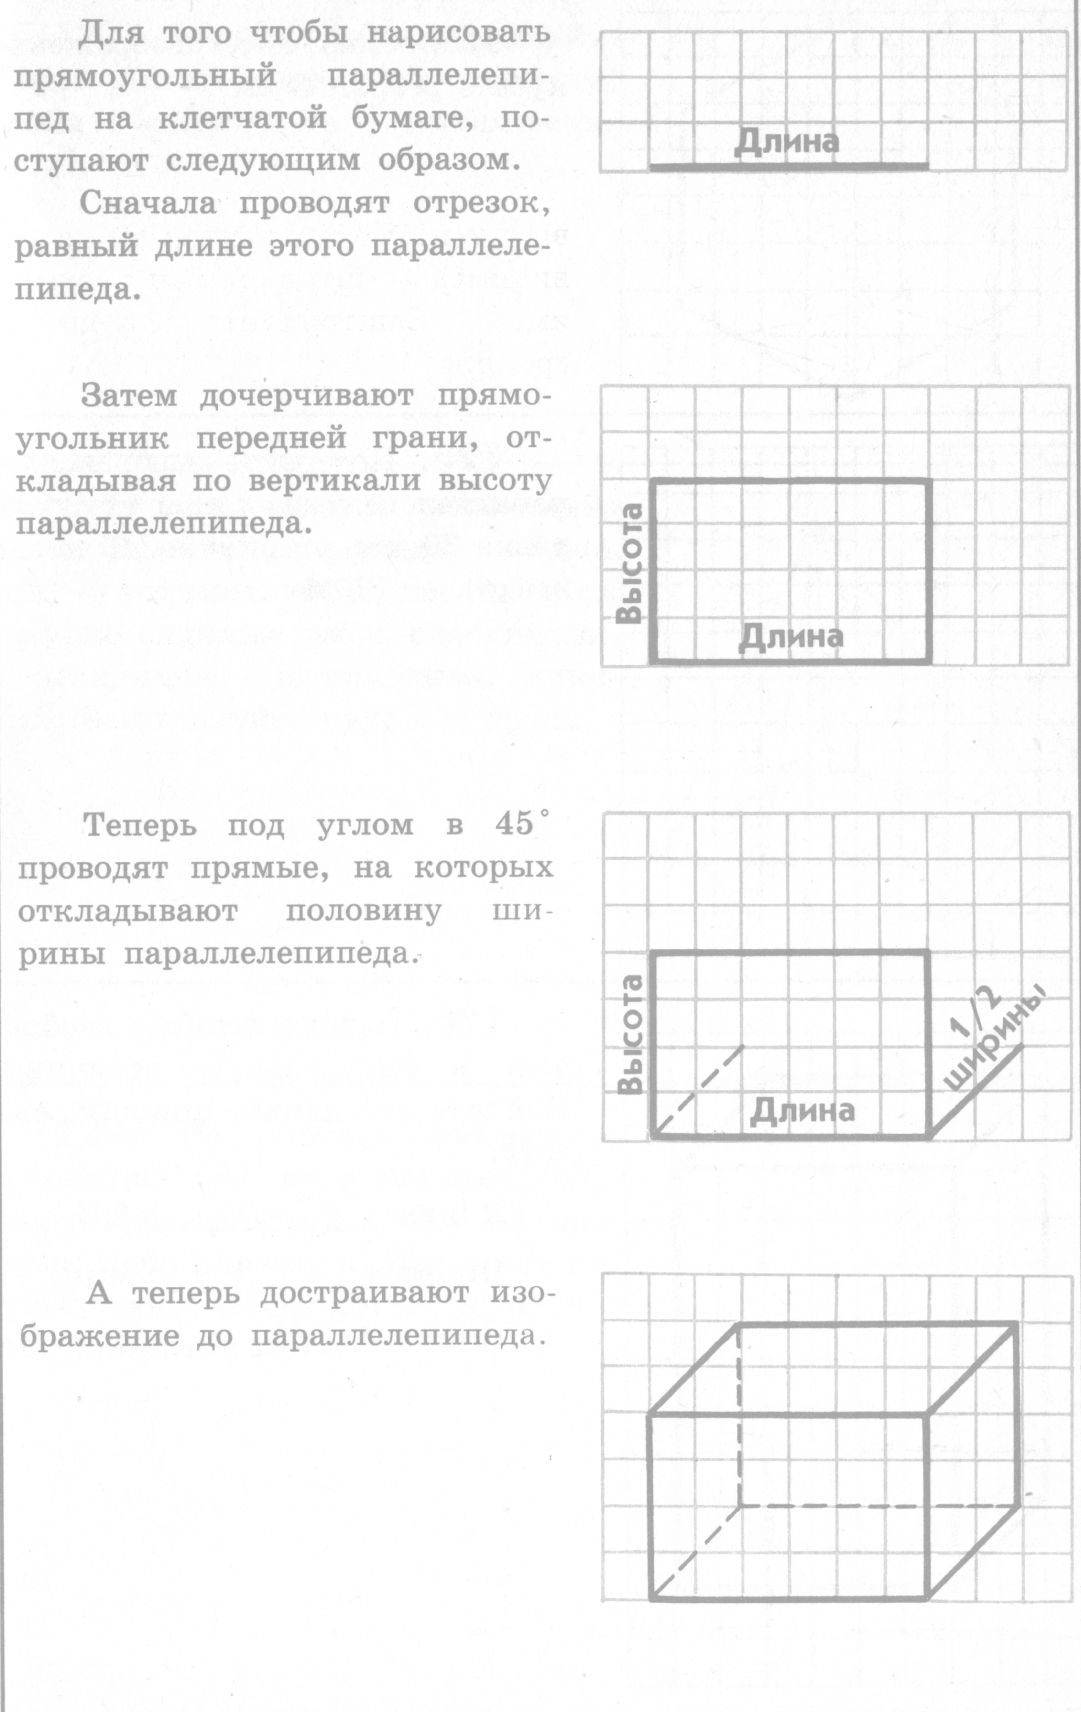 Для того чтобы нарисовать
прямоугольный параллелепи-
пед на клетчатой бумаге, по-
ступают следующим образом.
Сначала проводят отрезок,
равный длине этого параллеле-
пипеда.
Длина
Затем дочерчивают прямо-
угольник передней грани, от-
кладывая по вертикали высоту
параллелепипеда.
Высота
Длина
Теперь под углом в 45°
проводят прямые, на которых
откладывают половину ши-
рины параллелепипеда.
Высота
Длина
1/2
ширины
А теперь достраивают изо-
бражение до параллелепипеда.